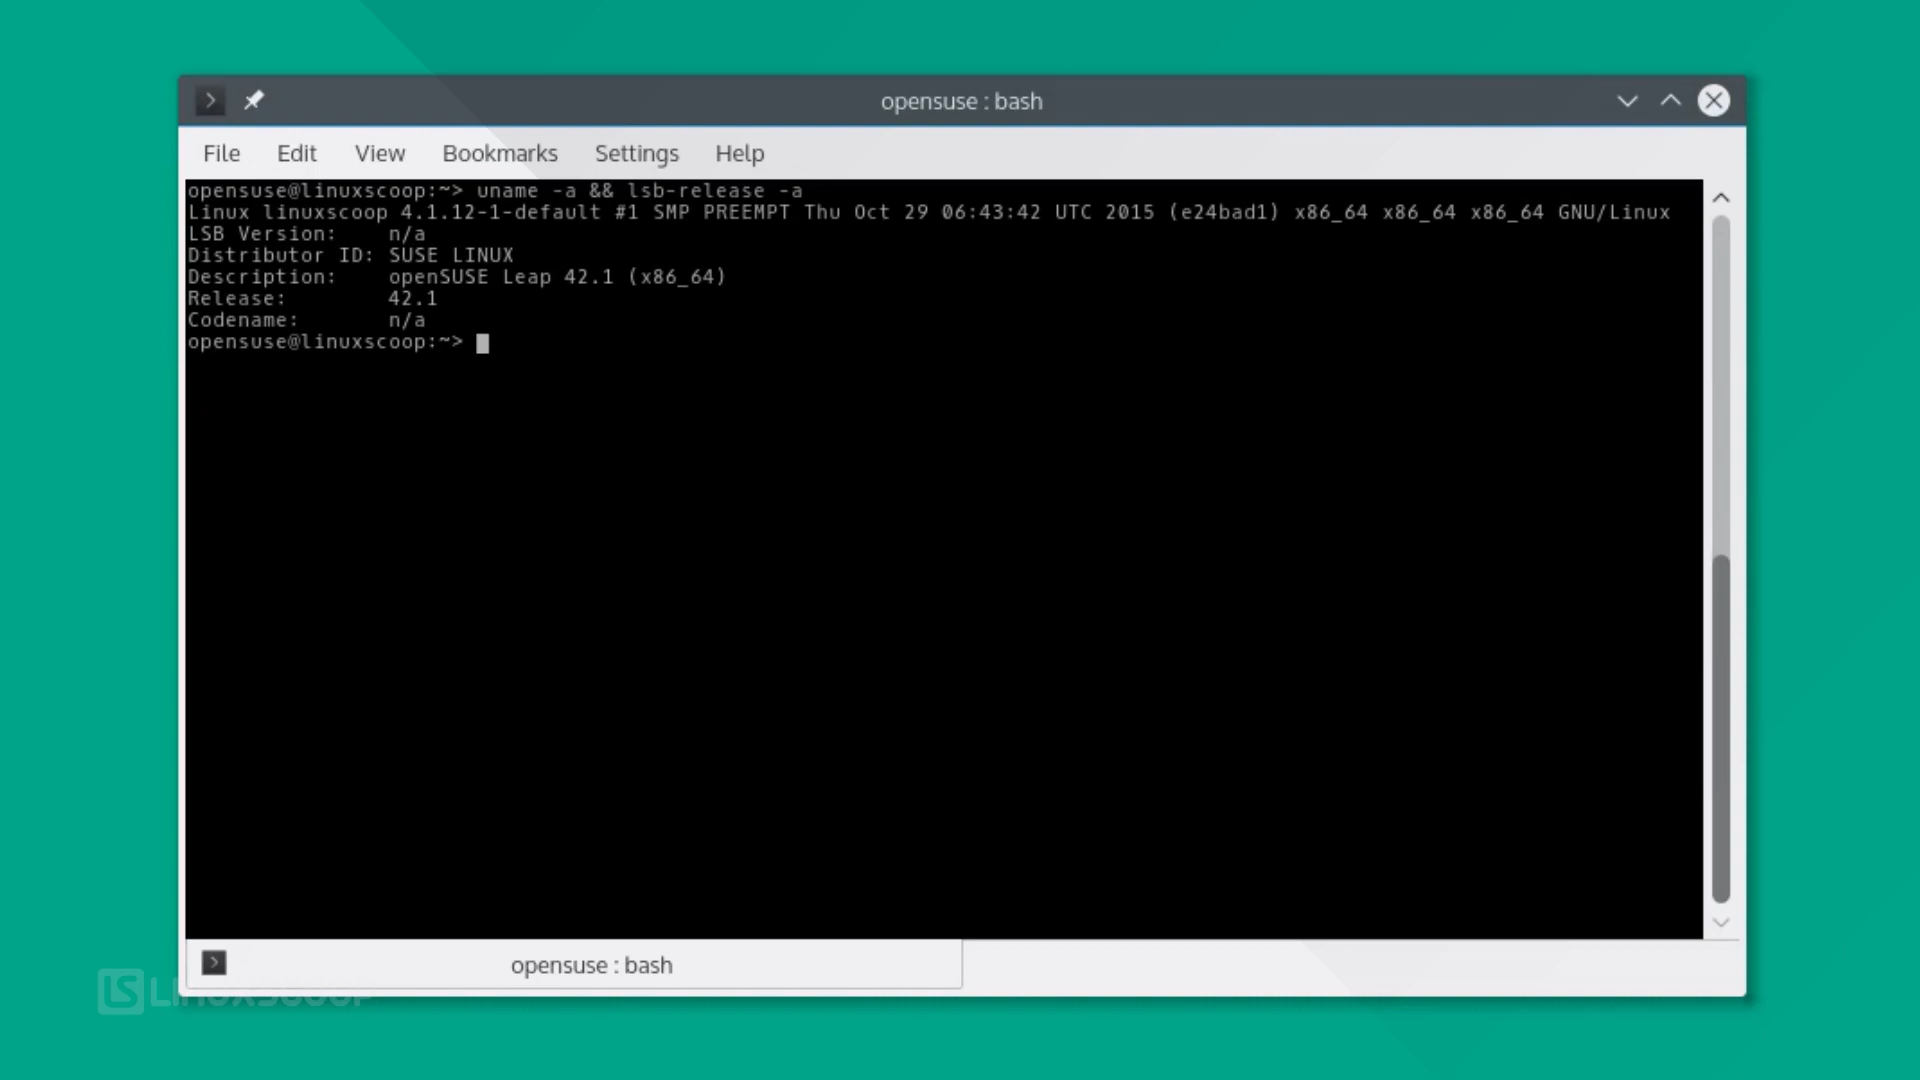 opensuse : bash
File Edit View Bookmarks Settings Help
opensuse@linuxscoop:~> uname -a && lsb-release -a
Linux linuxscoop 4.1.12-1-default #1 SMP PREEMPT Thu Oct 29 06:43:42 UTC 2015 (e24bad1) x86_64 x86_64 x86_64 GNU/Linux
LSB Version:    n/a
Distributor ID: SUSE LINUX
Description:    openSUSE Leap 42.1 (x86_64)
Release:        42.1
Codename:       n/a
opensuse@linuxscoop:~>
opensuse : bash
LS LINUXSCOOP